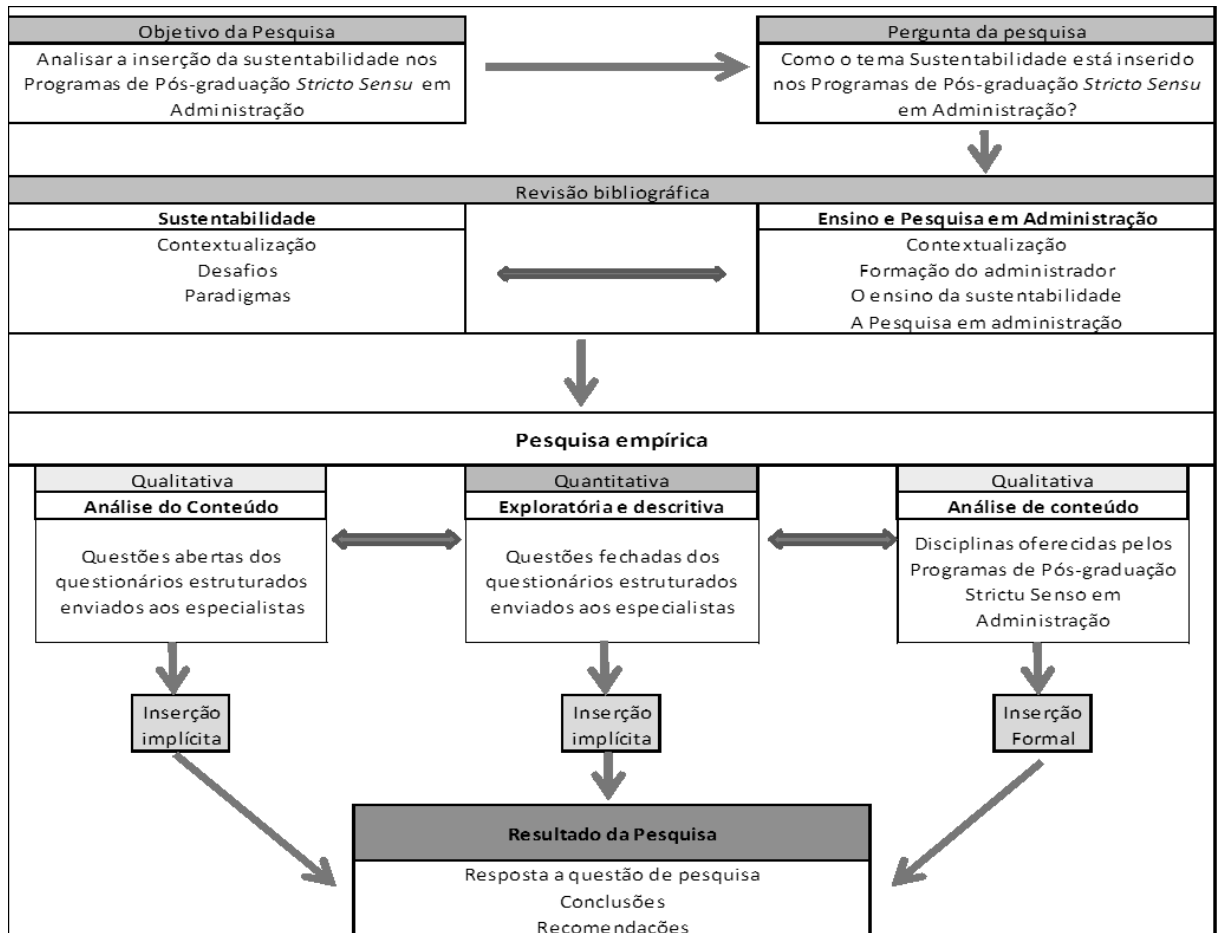 Objetivo da Pesquisa
Analisar a inserção da sustentabilidade nos
Programas de Pós-graduação Stricto Sensu em
Administração
Pergunta da pesquisa
Como o tema Sustentabilidade está inserido
nos Programas de Pós-graduação Stricto Sensu
em Administração?
Revisão bibliográfica
Sustentabilidade
Contextualização
Desafios
Paradigmas
Ensino e Pesquisa em Administração
Contextualização
Formação do administrador
O ensino da sustentabilidade
A Pesquisa em administração
Pesquisa empírica
Qualitativa
Análise do Conteúdo
Questões abertas dos
questionários estruturados
enviados aos especialistas
Quantitativa
Exploratória e descritiva
Questões fechadas dos
questionários estruturados
enviados aos especialistas
Qualitativa
Análise de conteúdo
Disciplinas oferecidas pelos
Programas de Pós-graduação
Strictu Senso em
Administração
Inserção
implícita
Inserção
implícita
Inserção
Formal
Resultado da Pesquisa
Resposta a questão de pesquisa
Conclusões
Recomendações